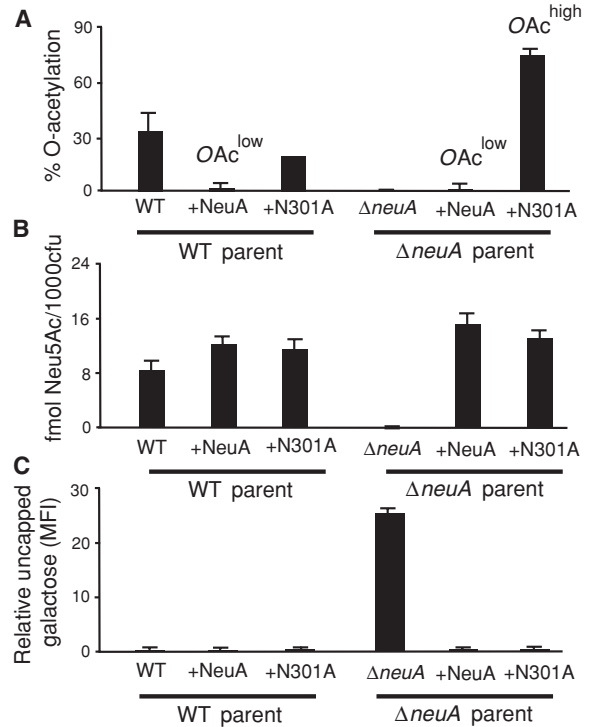 A
% O-acetylation
90
60
30
0
OAc low
OAc low
OAc high
WT +NeuA +N301A ΔneuA +NeuA +N301A
WT parent ΔneuA parent
B
fmol Neu5Ac/1000cfu
24
16
8
0
WT +NeuA +N301A ΔneuA +NeuA +N301A
WT parent ΔneuA parent
C
Relative uncapped
galactose (MFI)
30
20
10
0
WT +NeuA +N301A ΔneuA +NeuA +N301A
WT parent ΔneuA parent